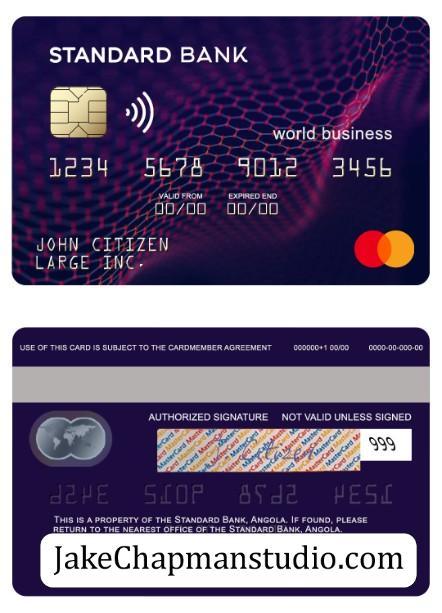 STANDARD BANK
world business
1234 5678 9012 3456
VALID FROM EXPIRED END
00/00 00/00
JOHN CITIZEN
LARGE INC.
USE OF THIS CARD IS SUBJECT TO THE CARDMEMBER AGREEMENT 000000+1 00/00 0000-00-000-00
AUTHORIZED SIGNATURE NOT VALID UNLESS SIGNED
MasterCard MasterCard MasterCard
999
THIS IS A PROPERTY OF THE STANDARD BANK, ANGOLA. IF FOUND, PLEASE
RETURN TO THE NEAREST OFFICE OF THE STANDARD BANK, ANGOLA.
JakeChapmanstudio.com